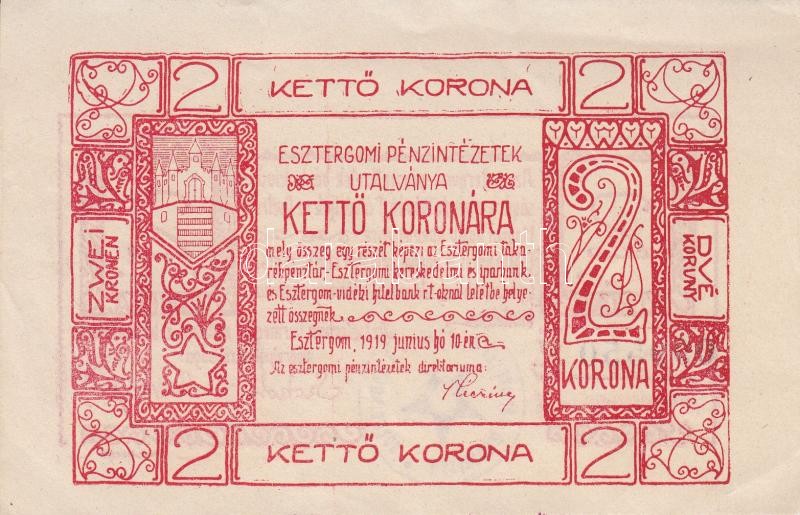 2 KETTŐ KORONA 2
ESZTERGOMI PÉNZINTÉZETEK
UTALVÁNYA
KETTŐ KORONÁRA
mely összeg egy részét képezi az Esztergomi taka-
rékpénztár, Esztergomi kereskedelmi és iparbank
és Esztergom-vidéki hitelbank rt-oknál letétbe helye-
zett összegnek
Esztergom, 1919 junius hó 10-én
Az esztergomi pénzintézetek direktoriuma:
ZWEI
KRONEN
2
KORONA
DVĚ
KORUNY
2 KETTŐ KORONA 2